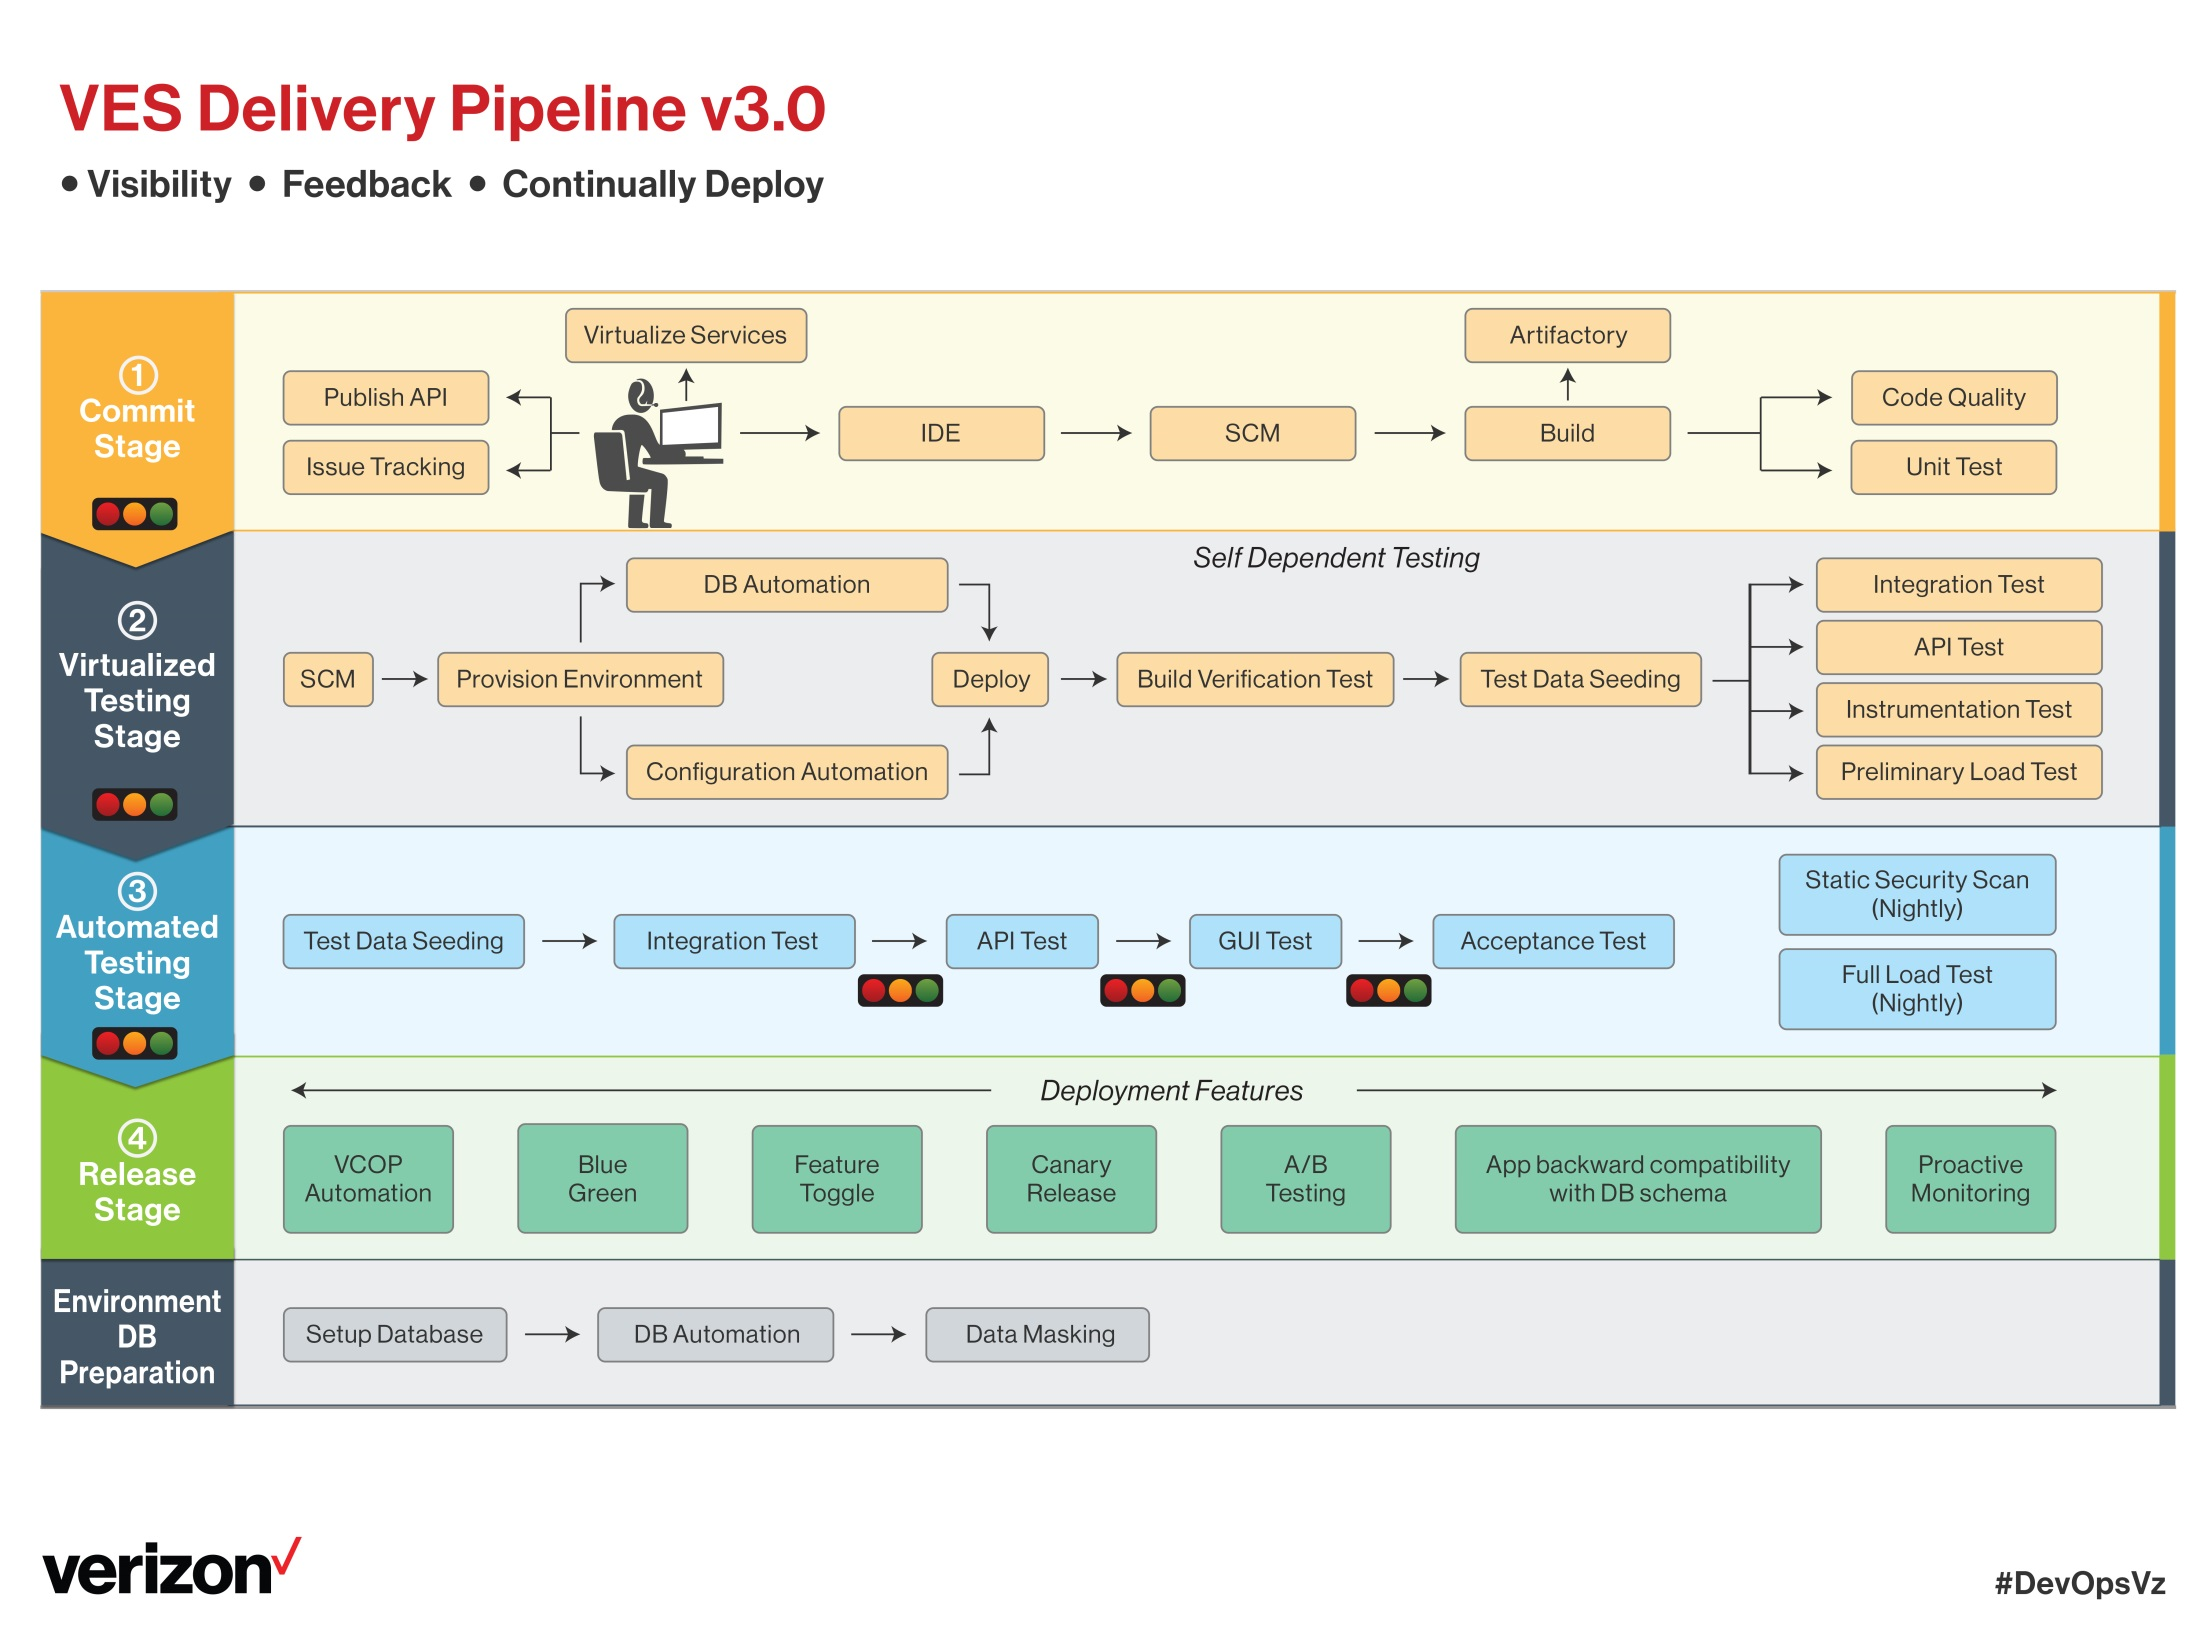 VES Delivery Pipeline v3.0
• Visibility • Feedback • Continually Deploy
1
Commit
Stage
Virtualize Services
Publish API
Issue Tracking
IDE
SCM
Artifactory
Build
Code Quality
Unit Test
2
Virtualized
Testing
Stage
Self Dependent Testing
SCM
Provision Environment
DB Automation
Configuration Automation
Deploy
Build Verification Test
Test Data Seeding
Integration Test
API Test
Instrumentation Test
Preliminary Load Test
3
Automated
Testing
Stage
Test Data Seeding
Integration Test
API Test
GUI Test
Acceptance Test
Static Security Scan
(Nightly)
Full Load Test
(Nightly)
4
Release
Stage
Deployment Features
VCOP
Automation
Blue
Green
Feature
Toggle
Canary
Release
A/B
Testing
App backward compatibility
with DB schema
Proactive
Monitoring
Environment
DB
Preparation
Setup Database
DB Automation
Data Masking
verizon
#DevOpsVz